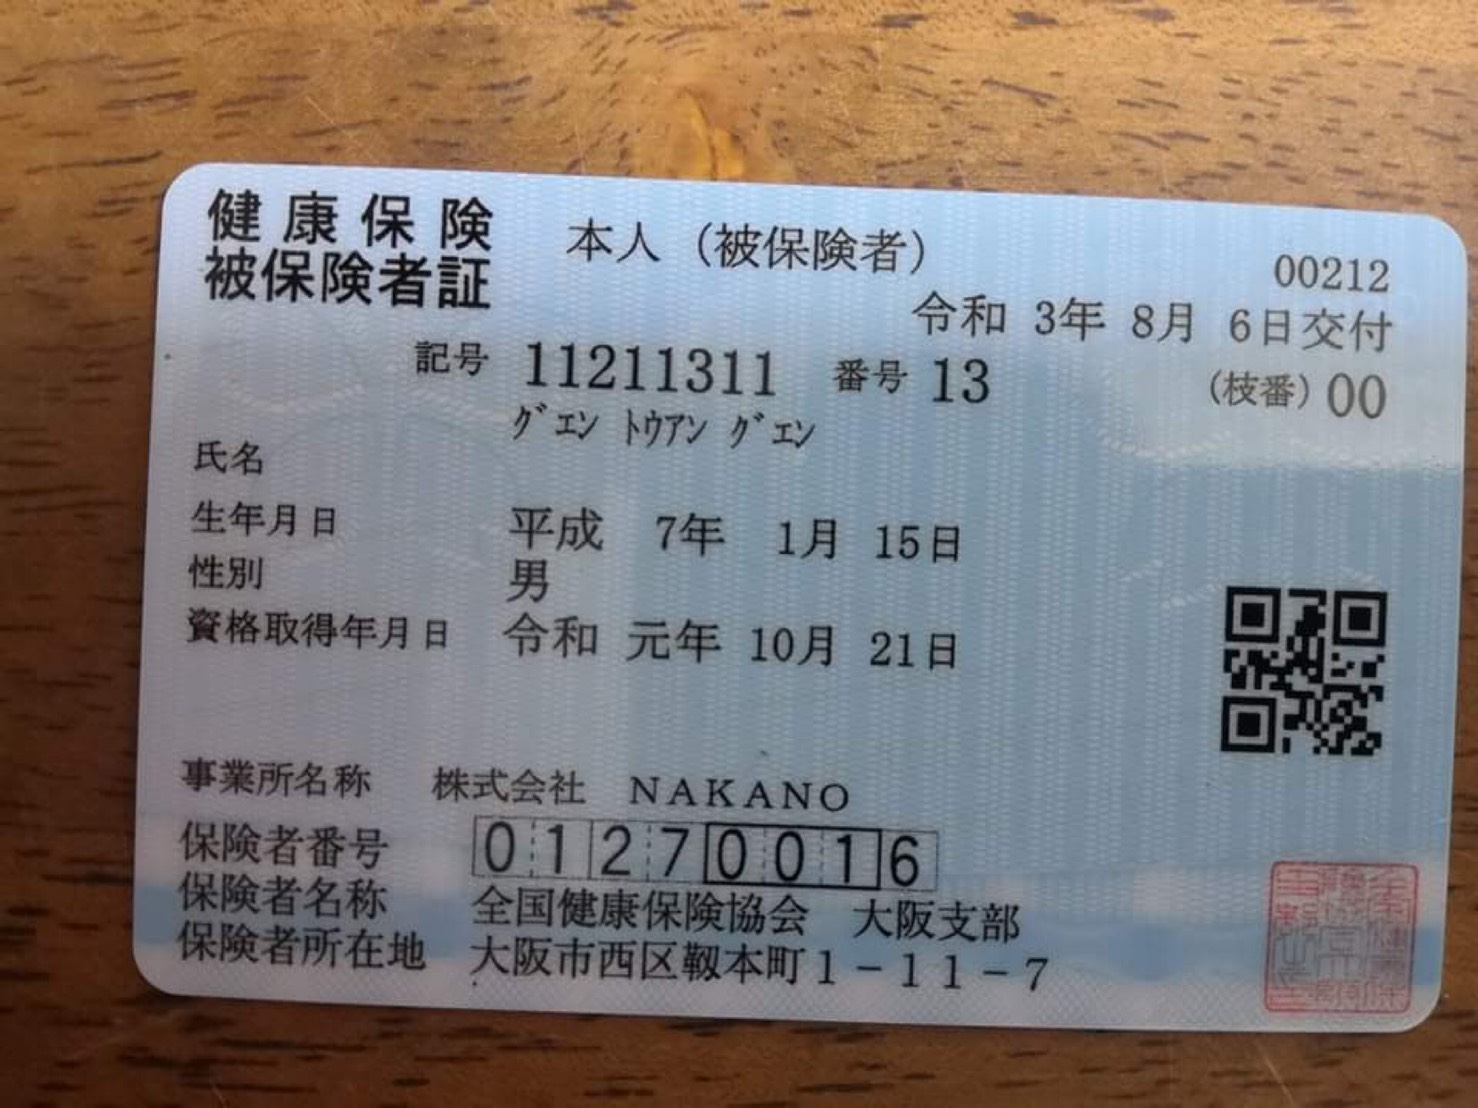 健康保険
被保険者証
本人（被保険者）
00212
令和 3年 8月 6日交付
記号 11211311 番号 13 （枝番）00
ｸﾞｴﾝ ﾄｳｱﾝ ｸﾞｴﾝ
氏名
生年月日 平成 7年 1月 15日
性別 男
資格取得年月日 令和 元年 10月 21日
事業所名称 株式会社 NAKANO
保険者番号 01270016
保険者名称 全国健康保険協会 大阪支部
保険者所在地 大阪市西区靱本町1－11－7